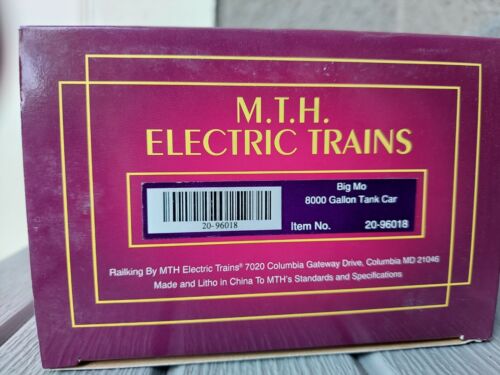 M.T.H.
ELECTRIC TRAINS
Big Mo
8000 Gallon Tank Car
20-96018
Item No. 20-96018
Railking By MTH Electric Trains® 7020 Columbia Gateway Drive, Columbia MD 21046
Made and Litho in China To MTH's Standards and Specifications